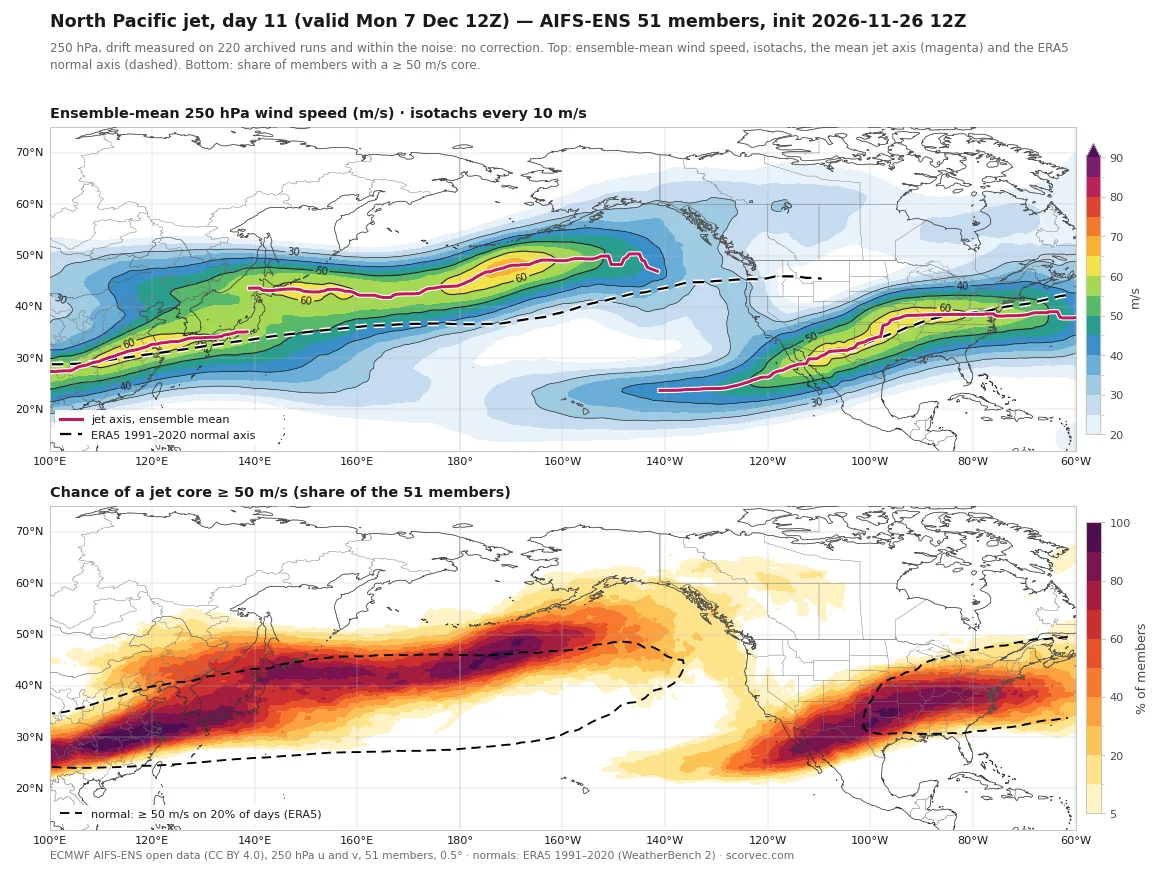 North Pacific jet, day 11 (valid Mon 7 Dec 12Z) — AIFS-ENS 51 members, init 2026-11-26 12Z
250 hPa, drift measured on 220 archived runs and within the noise: no correction. Top: ensemble-mean wind speed, isotachs, the mean jet axis (magenta) and the ERA5
normal axis (dashed). Bottom: share of members with a ≥ 50 m/s core.
Ensemble-mean 250 hPa wind speed (m/s) · isotachs every 10 m/s
70°N
60°N
50°N
40°N
30°N
20°N
30
50
60
30
60
40
60
30
50
60
40
30
jet axis, ensemble mean
ERA5 1991–2020 normal axis
100°E 120°E 140°E 160°E 180° 160°W 140°W 120°W 100°W 80°W 60°W
90
80
70
60
50
40
30
20
m/s
Chance of a jet core ≥ 50 m/s (share of the 51 members)
70°N
60°N
50°N
40°N
30°N
20°N
normal: ≥ 50 m/s on 20% of days (ERA5)
100°E 120°E 140°E 160°E 180° 160°W 140°W 120°W 100°W 80°W 60°W
100
80
60
40
20
5
% of members
ECMWF AIFS-ENS open data (CC BY 4.0), 250 hPa u and v, 51 members, 0.5° · normals: ERA5 1991–2020 (WeatherBench 2) · scorvec.com